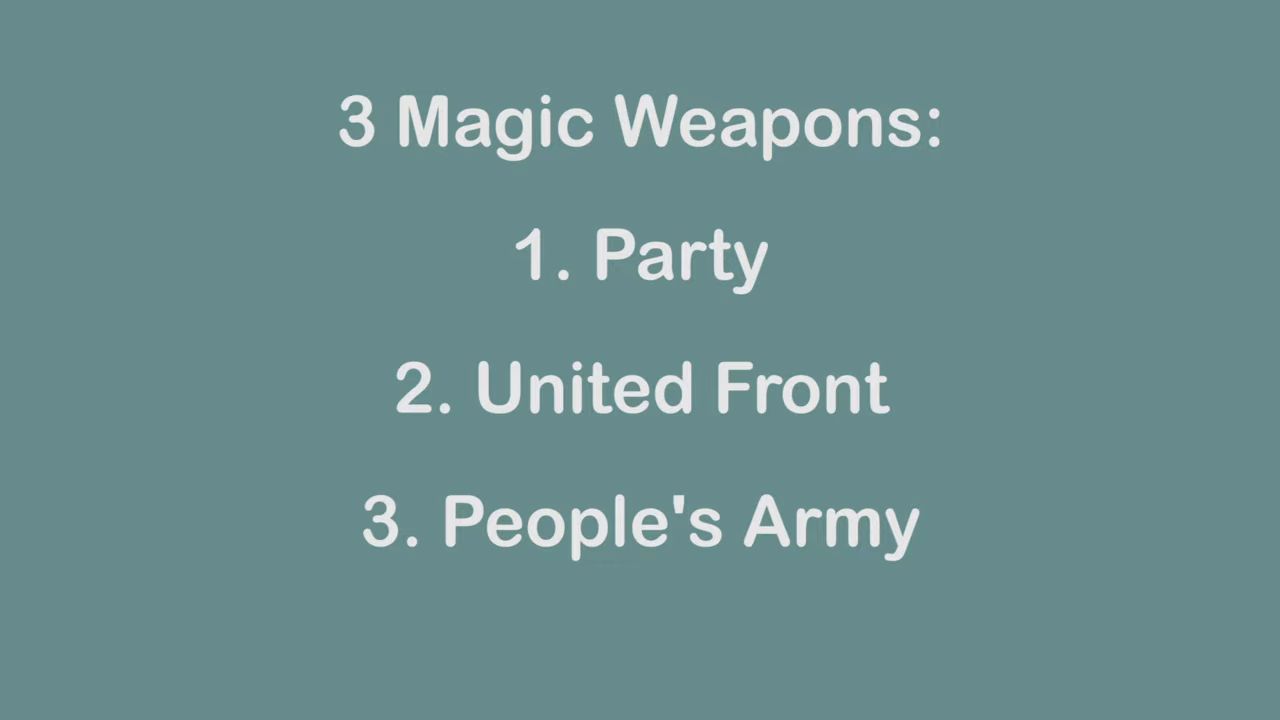 3 Magic Weapons:
1. Party
2. United Front
3. People's Army